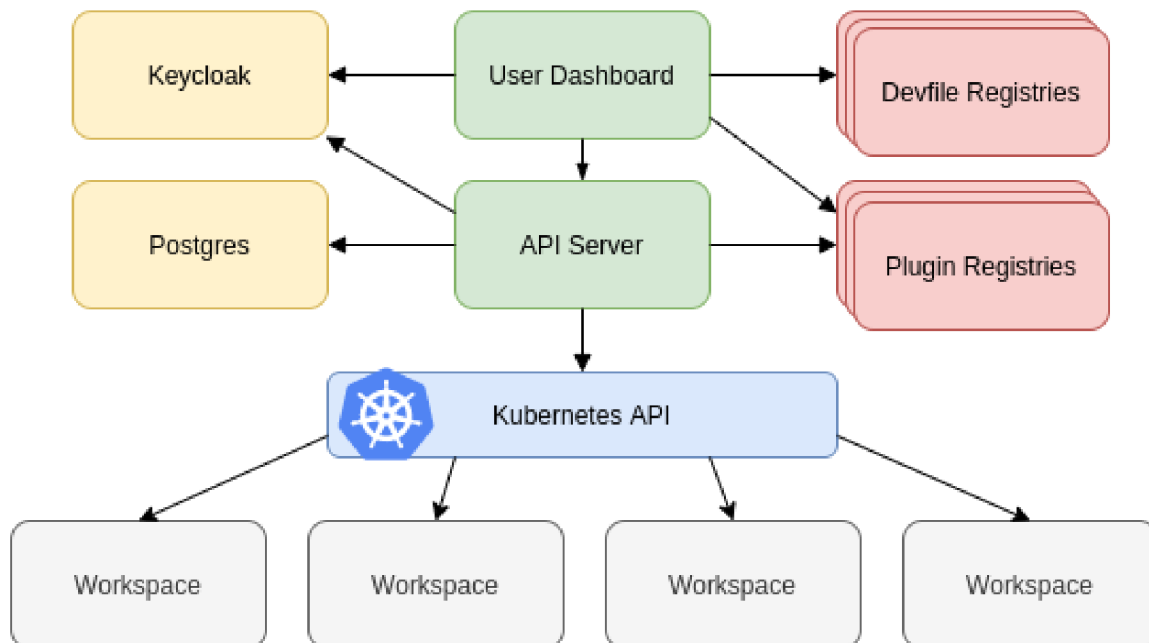 Keycloak
User Dashboard
Devfile Registries
Postgres
API Server
Plugin Registries
Kubernetes API
Workspace
Workspace
Workspace
Workspace